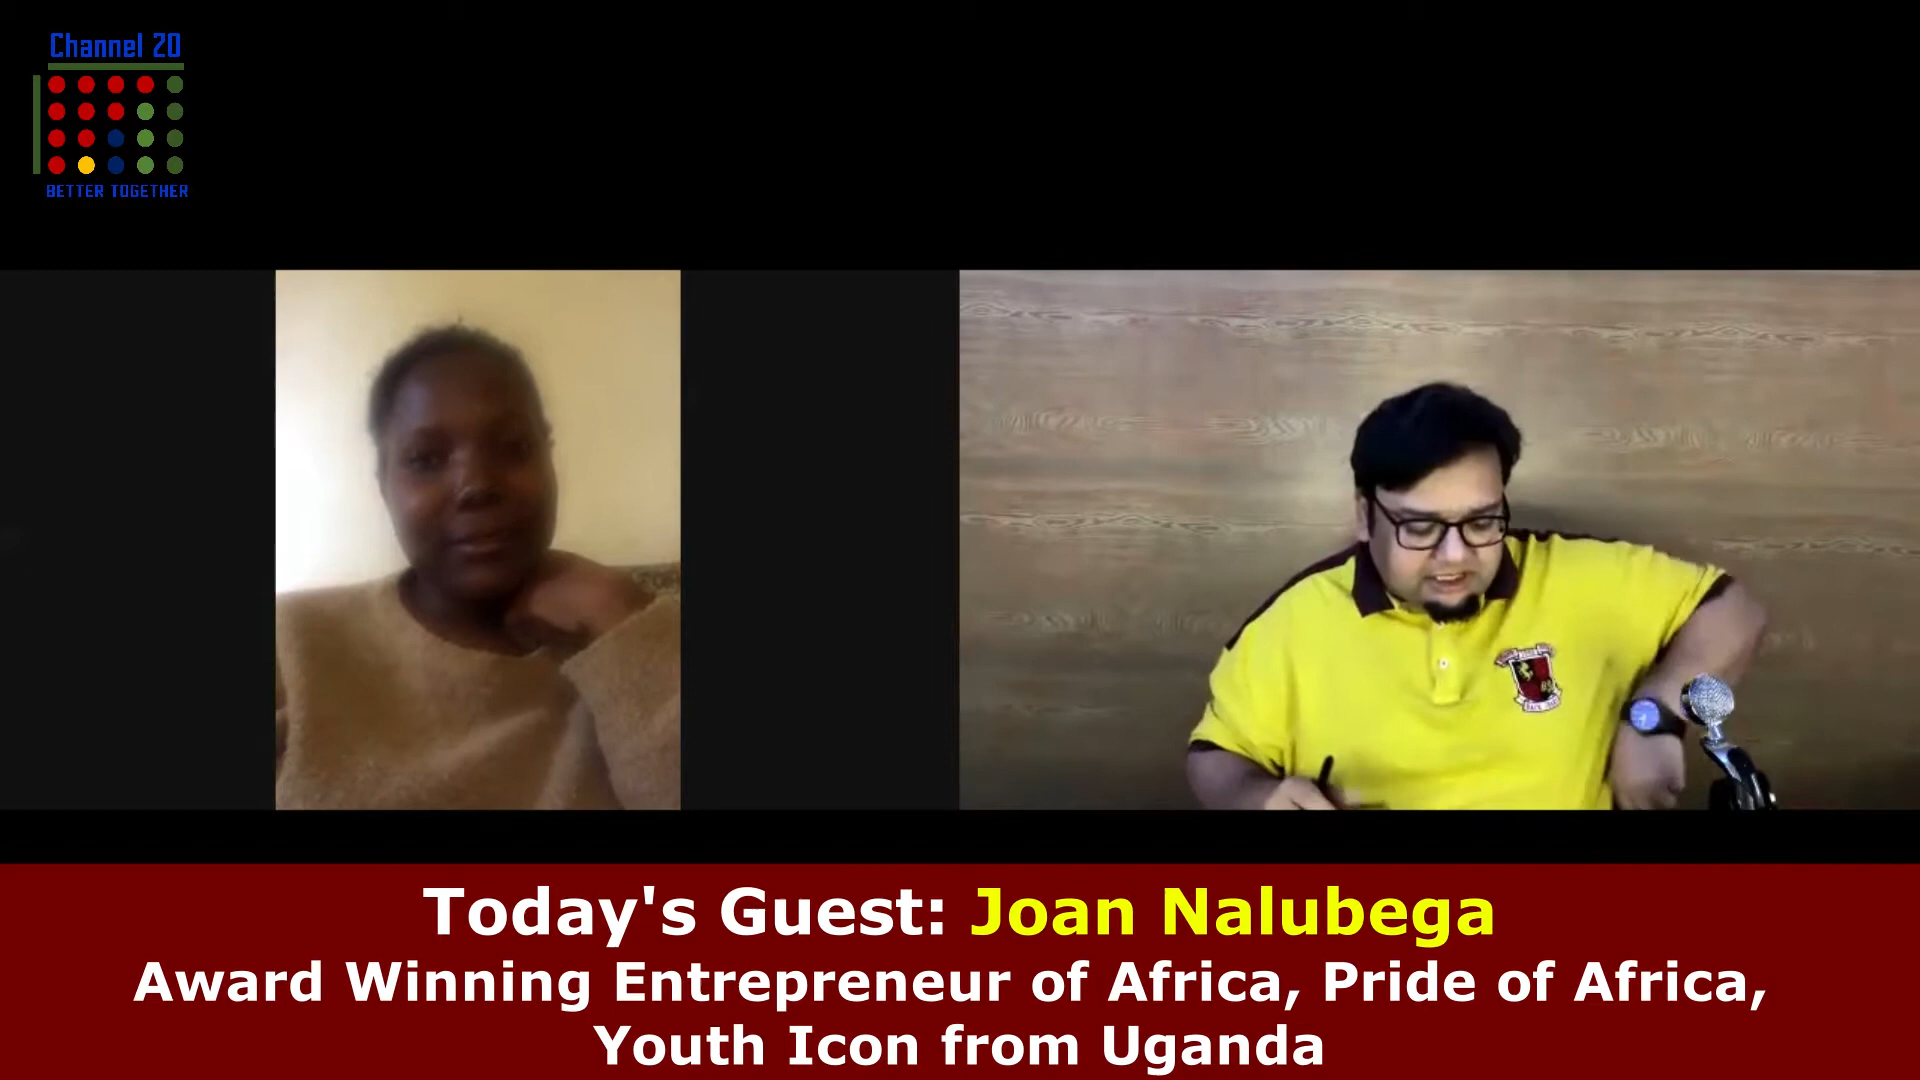 Channel 20
BETTER TOGETHER
Today's Guest: Joan Nalubega
Award Winning Entrepreneur of Africa, Pride of Africa,
Youth Icon from Uganda